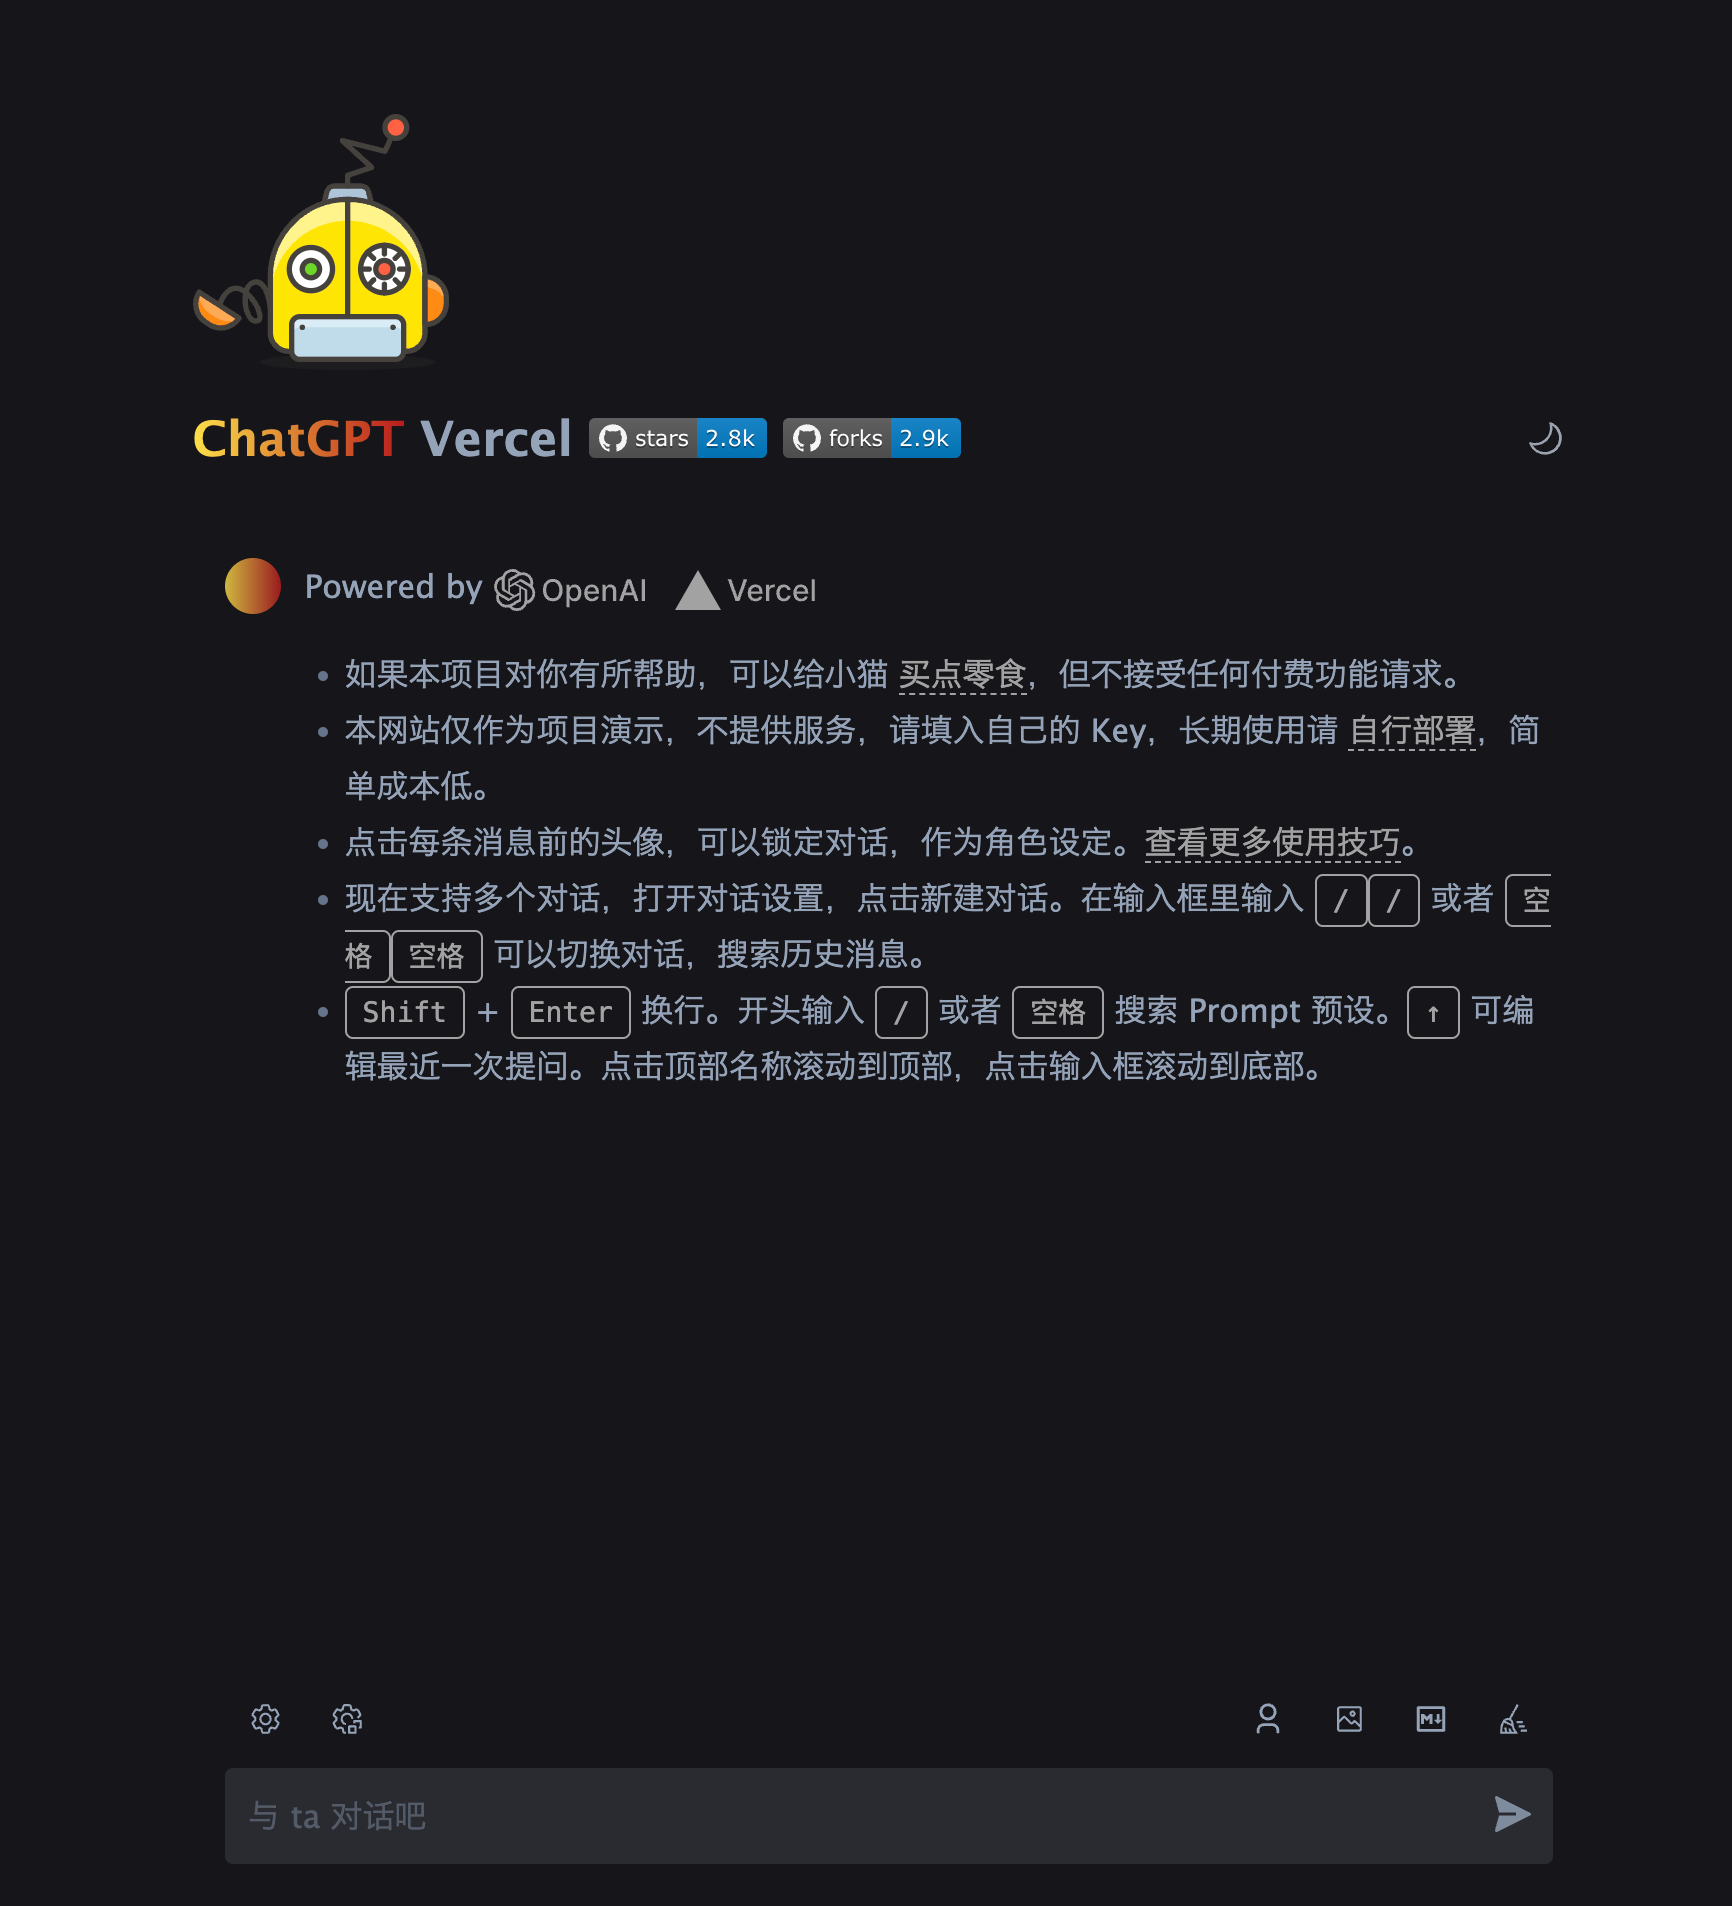 ChatGPT Vercel stars 2.8k forks 2.9k
Powered by OpenAI Vercel
如果本项目对你有所帮助，可以给小猫 买点零食，但不接受任何付费功能请求。
本网站仅作为项目演示，不提供服务，请填入自己的 Key，长期使用请 自行部署，简
单成本低。
点击每条消息前的头像，可以锁定对话，作为角色设定。查看更多使用技巧。
现在支持多个对话，打开对话设置，点击新建对话。在输入框里输入 / / 或者 空
格 空格 可以切换对话，搜索历史消息。
Shift + Enter 换行。开头输入 / 或者 空格 搜索 Prompt 预设。 ↑ 可编
辑最近一次提问。点击顶部名称滚动到顶部，点击输入框滚动到底部。
M↓
与 ta 对话吧